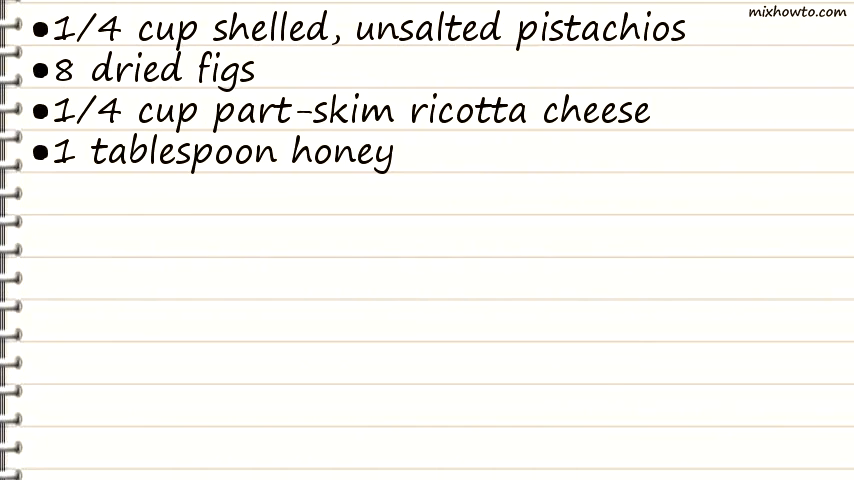 mixhowto.com
•1/4 cup shelled, unsalted pistachios
•8 dried figs
•1/4 cup part-skim ricotta cheese
•1 tablespoon honey